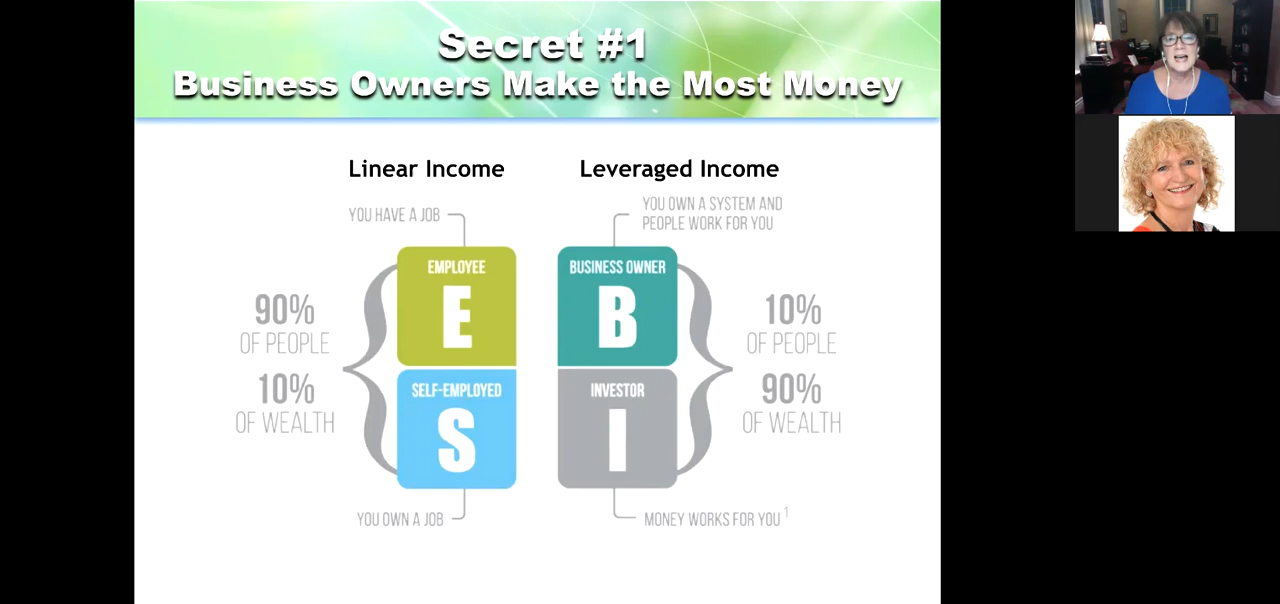 Secret #1
Business Owners Make the Most Money
Linear Income
Leveraged Income
YOU HAVE A JOB
YOU OWN A SYSTEM AND
PEOPLE WORK FOR YOU
EMPLOYEE
E
BUSINESS OWNER
B
90%
OF PEOPLE
10%
OF WEALTH
10%
OF PEOPLE
90%
OF WEALTH
SELF-EMPLOYED
S
INVESTOR
I
YOU OWN A JOB
MONEY WORKS FOR YOU 1